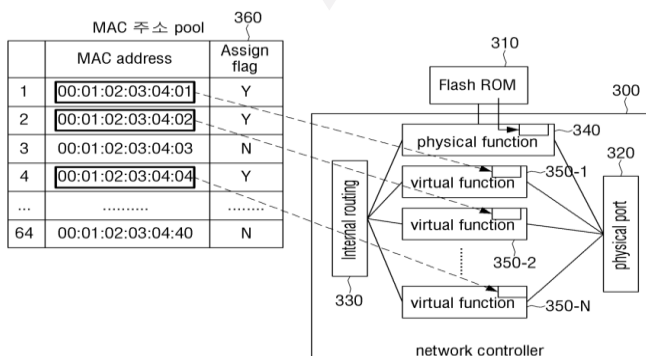 MAC 주소 pool
360
MAC address
Assign flag
1 00:01:02:03:04:01 Y
2 00:01:02:03:04:02 Y
3 00:01:02:03:04:03 N
4 00:01:02:03:04:04 Y
... .......... ........
64 00:01:02:03:04:40 N
310
Flash ROM
300
physical function
340
320
virtual function
350-1
Internal routing
virtual function
physical port
350-2
330
virtual function
350-N
network controller